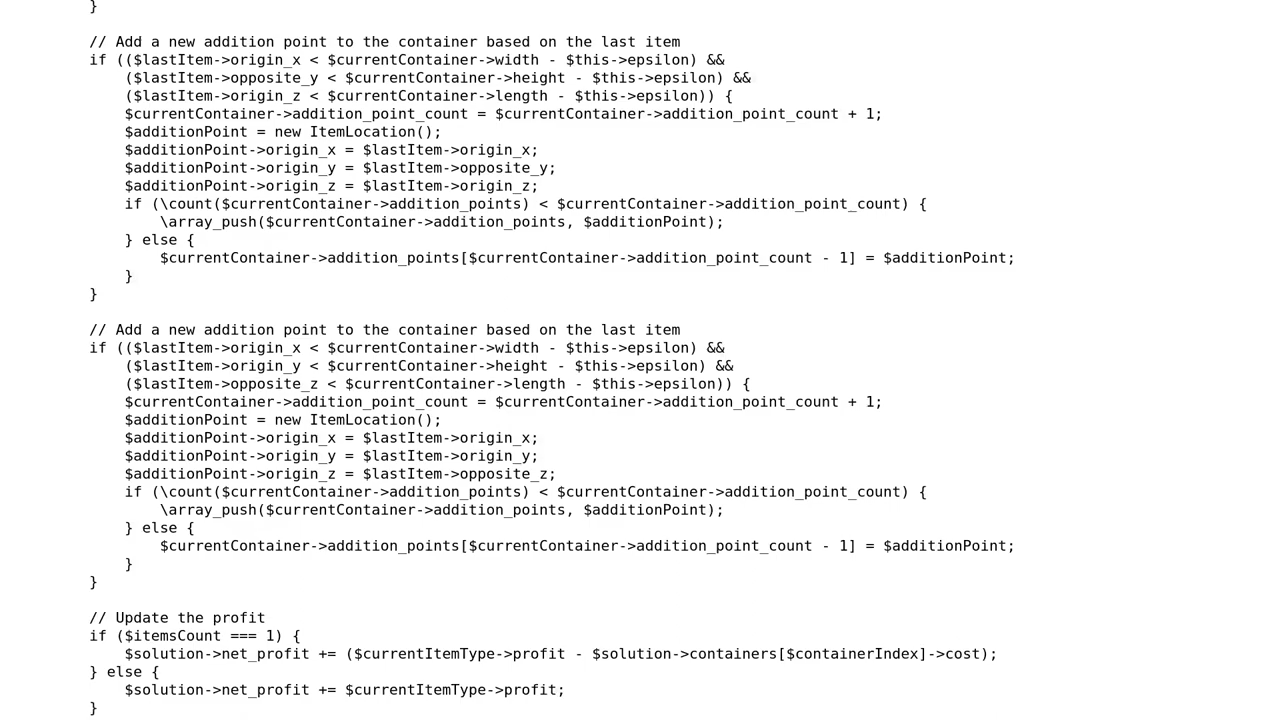 }
// Add a new addition point to the container based on the last item
if (($lastItem->origin_x < $currentContainer->width - $this->epsilon) &&
($lastItem->opposite_y < $currentContainer->height - $this->epsilon) &&
($lastItem->origin_z < $currentContainer->length - $this->epsilon)) {
$currentContainer->addition_point_count = $currentContainer->addition_point_count + 1;
$additionPoint = new ItemLocation();
$additionPoint->origin_x = $lastItem->origin_x;
$additionPoint->origin_y = $lastItem->opposite_y;
$additionPoint->origin_z = $lastItem->origin_z;
if (\count($currentContainer->addition_points) < $currentContainer->addition_point_count) {
\array_push($currentContainer->addition_points, $additionPoint);
} else {
$currentContainer->addition_points[$currentContainer->addition_point_count - 1] = $additionPoint;
}
}
// Add a new addition point to the container based on the last item
if (($lastItem->origin_x < $currentContainer->width - $this->epsilon) &&
($lastItem->origin_y < $currentContainer->height - $this->epsilon) &&
($lastItem->opposite_z < $currentContainer->length - $this->epsilon)) {
$currentContainer->addition_point_count = $currentContainer->addition_point_count + 1;
$additionPoint = new ItemLocation();
$additionPoint->origin_x = $lastItem->origin_x;
$additionPoint->origin_y = $lastItem->origin_y;
$additionPoint->origin_z = $lastItem->opposite_z;
if (\count($currentContainer->addition_points) < $currentContainer->addition_point_count) {
\array_push($currentContainer->addition_points, $additionPoint);
} else {
$currentContainer->addition_points[$currentContainer->addition_point_count - 1] = $additionPoint;
}
}
// Update the profit
if ($itemsCount === 1) {
$solution->net_profit += ($currentItemType->profit - $solution->containers[$containerIndex]->cost);
} else {
$solution->net_profit += $currentItemType->profit;
}